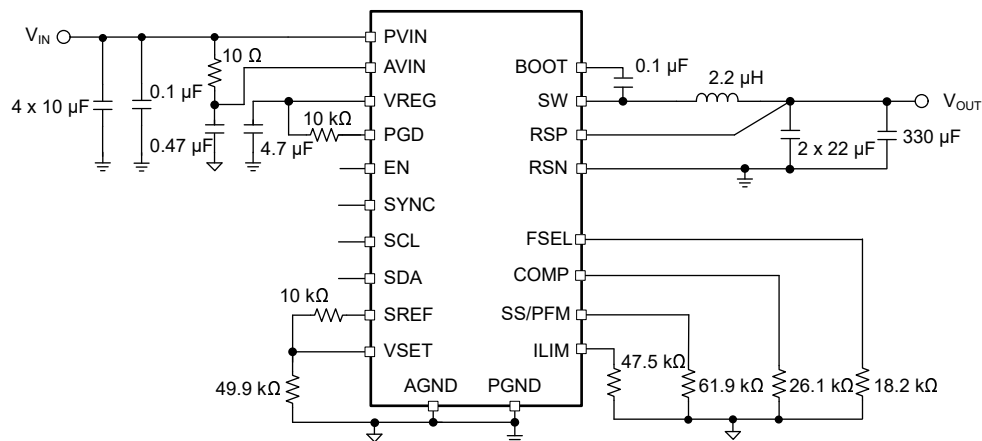 V_IN
4 x 10 µF
0.1 µF
10 Ω
0.47 µF
4.7 µF
10 kΩ
PVIN
AVIN
VREG
PGD
EN
SYNC
SCL
SDA
10 kΩ
SREF
VSET
49.9 kΩ
AGND
PGND
BOOT
0.1 µF
SW
2.2 µH
V_OUT
RSP
RSN
2 x 22 µF
330 µF
FSEL
COMP
SS/PFM
ILIM
47.5 kΩ
61.9 kΩ
26.1 kΩ
18.2 kΩ